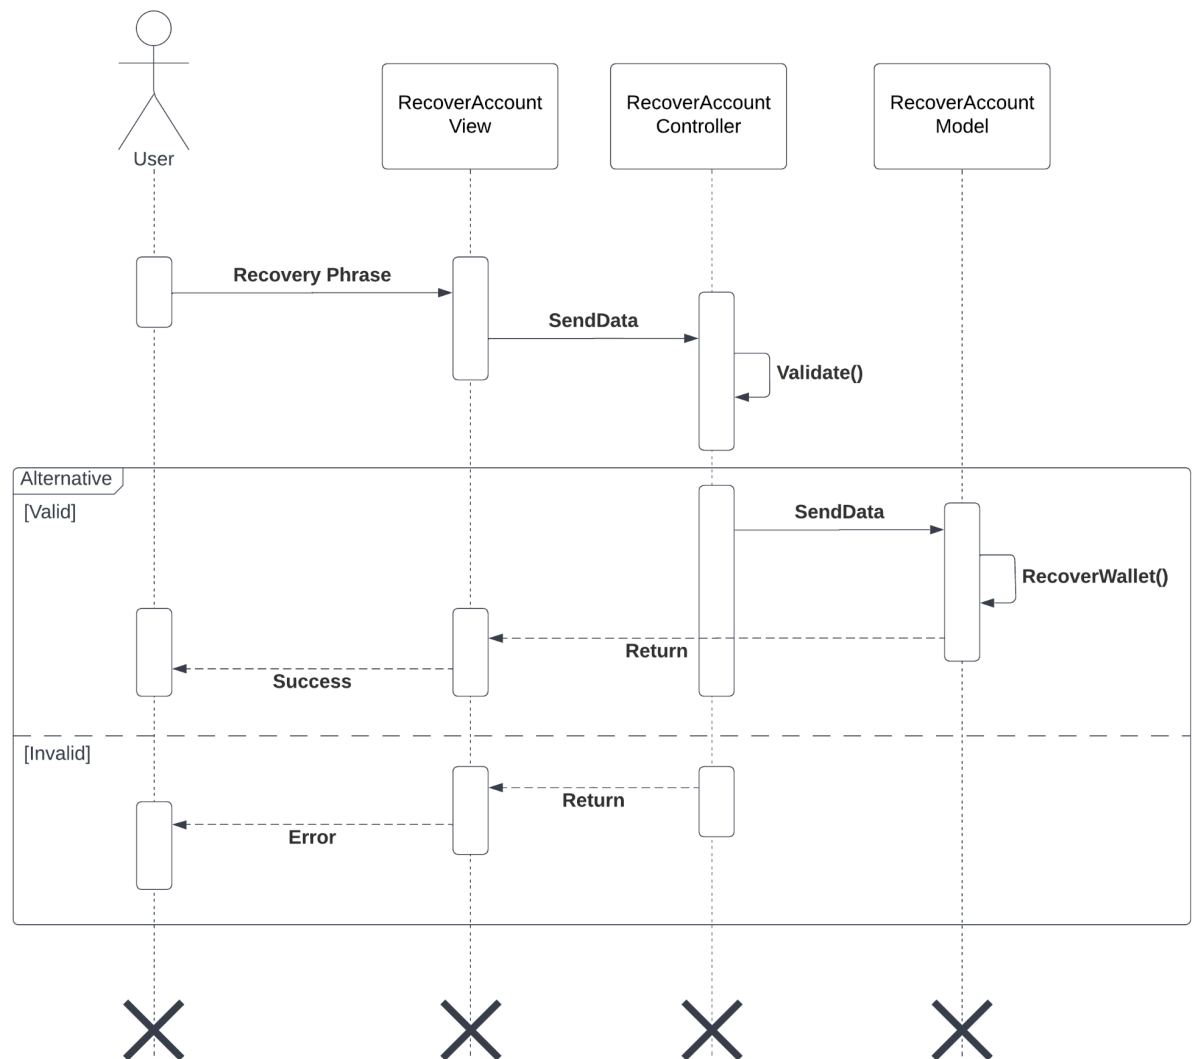 User
RecoverAccount
View
RecoverAccount
Controller
RecoverAccount
Model
Recovery Phrase
SendData
Validate()
Alternative
[Valid]
SendData
RecoverWallet()
Return
Success
[Invalid]
Return
Error